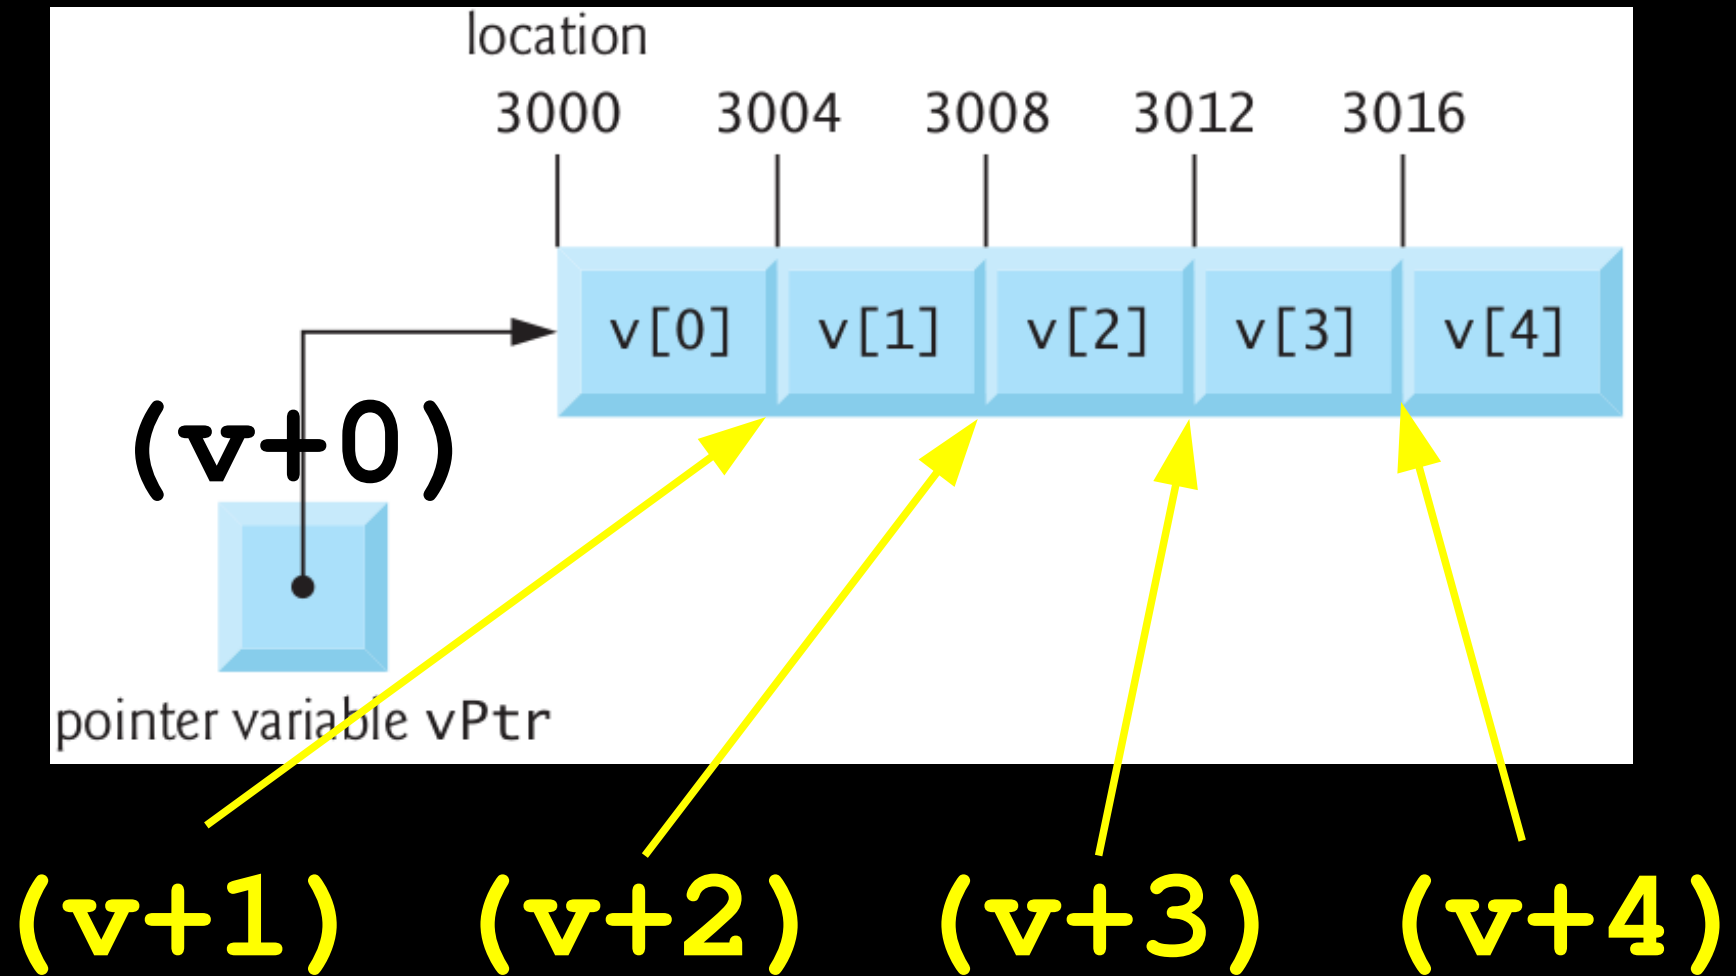 location
3000 3004 3008 3012 3016
v[0] v[1] v[2] v[3] v[4]
(v+0)
pointer variable vPtr
(v+1) (v+2) (v+3) (v+4)